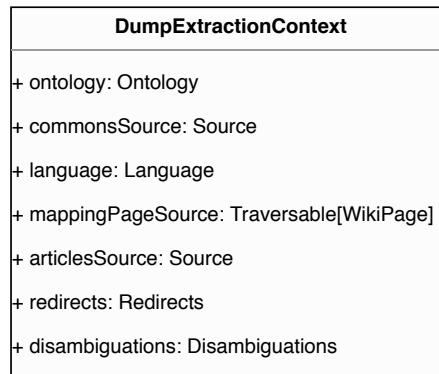 DumpExtractionContext
+ ontology: Ontology
+ commonsSource: Source
+ language: Language
+ mappingPageSource: Traversable[WikiPage]
+ articlesSource: Source
+ redirects: Redirects
+ disambiguations: Disambiguations